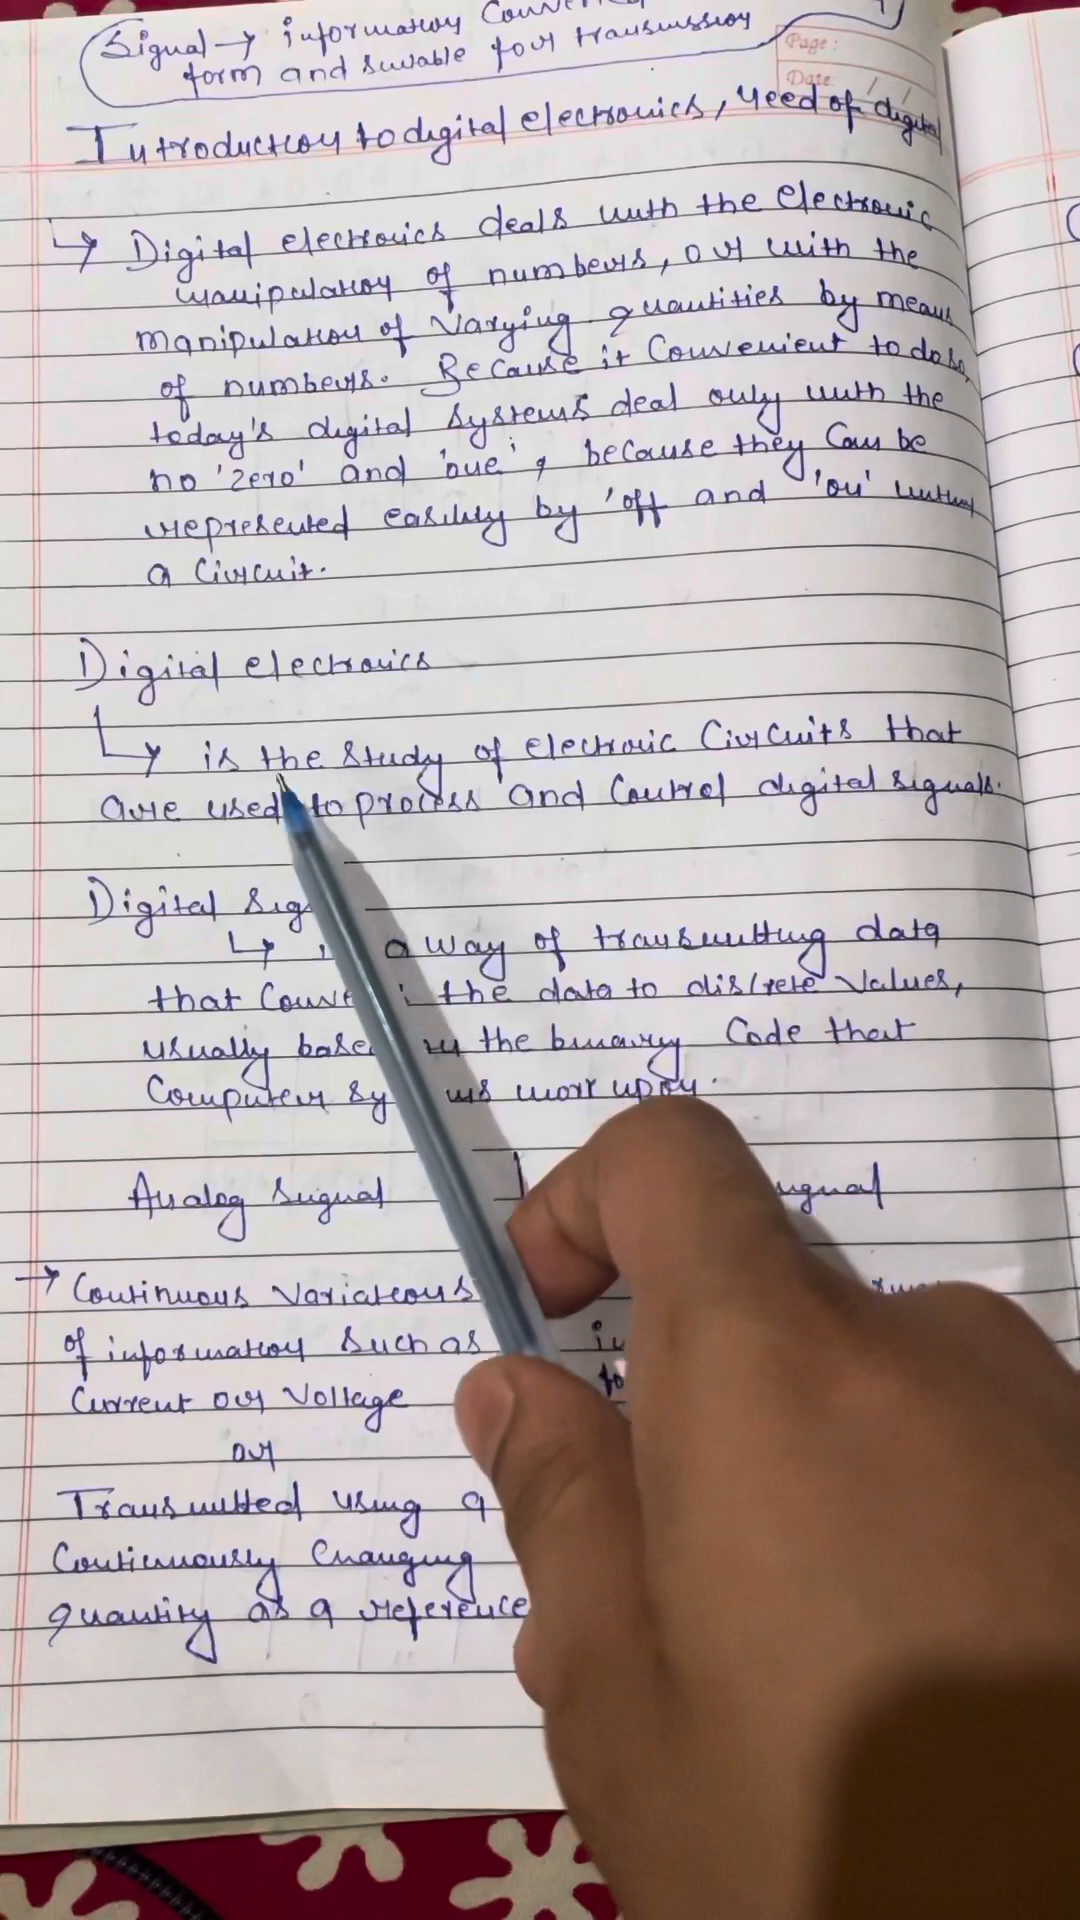 Signal → information
form and suitable for transmission
Page:
Date / /
Introduction to digital electronics, need of digital
↳ Digital electronics deals with the electronic
manipulation of numbers, or with the
manipulation of varying quantities by means
of numbers. Because it convenient to do so,
today's digital systems deal only with the
no 'zero' and 'one', because they can be
represented easily by 'off and 'on' within
a circuit.
Digital electronics
↳ is the study of electronic circuits that
are used to process and control digital signals.
Digital
↳ a way of transmitting data
that the data to discrete values,
usually the binary code that
Computer work upon.
Analog signal
→ Continuous variateous
of information such as
Current or voltage
or
Transmitted using a
continuously changing
quantity as a reference